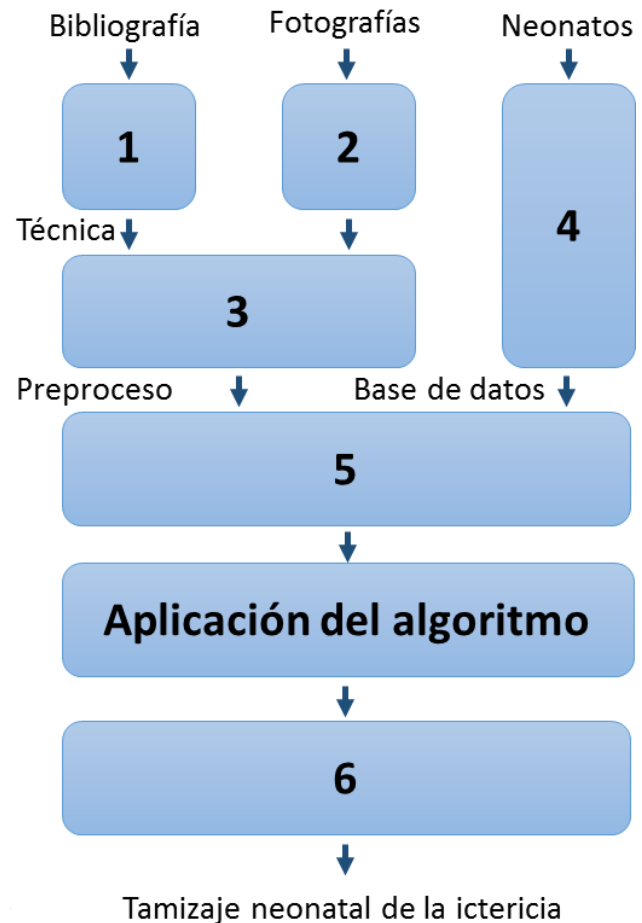 Bibliografía
Fotografías
Neonatos
1
2
4
Técnica
3
Preproceso
Base de datos
5
Aplicación del algoritmo
6
Tamizaje neonatal de la ictericia